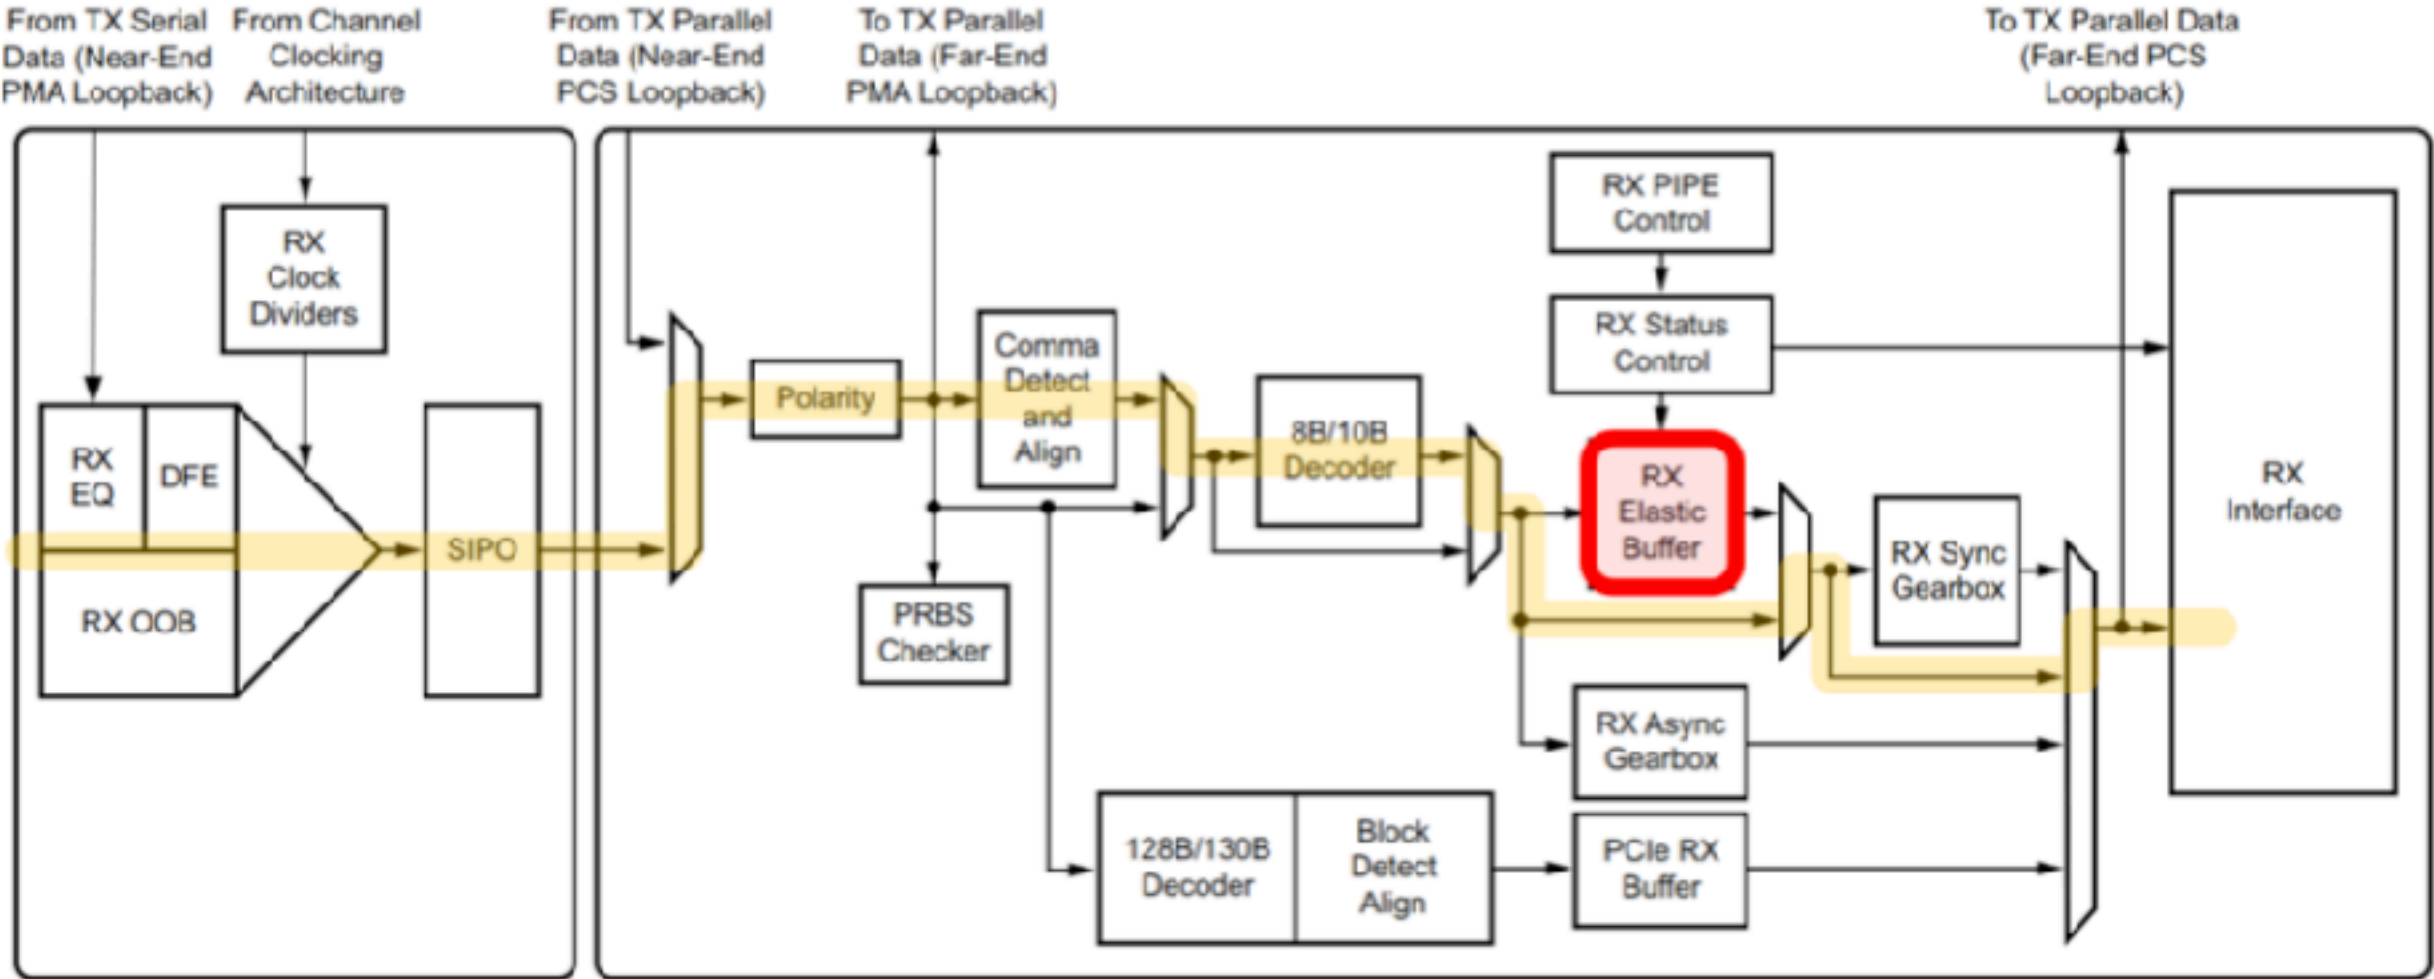 From TX Serial
Data (Near-End
PMA Loopback)
From Channel
Clocking
Architecture
From TX Parallel
Data (Near-End
PCS Loopback)
To TX Parallel
Data (Far-End
PMA Loopback)
To TX Parallel Data
(Far-End PCS
Loopback)
RX
Clock
Dividers
RX
EQ
DFE
RX OOB
SIPO
Polarity
PRBS
Checker
Comma
Detect
and
Align
8B/10B
Decoder
RX PIPE
Control
RX Status
Control
RX
Elastic
Buffer
RX Sync
Gearbox
RX Async
Gearbox
128B/130B
Decoder
Block
Detect
Align
PCIe RX
Buffer
RX
Interface